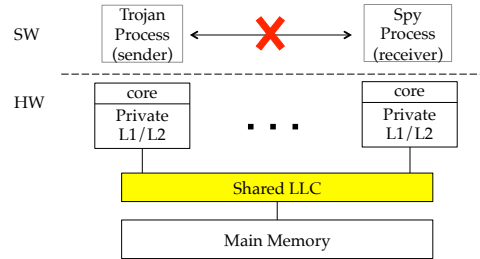 SW
Trojan
Process
(sender)
Spy
Process
(receiver)
HW
core
Private
L1/L2
. . .
core
Private
L1/L2
Shared LLC
Main Memory